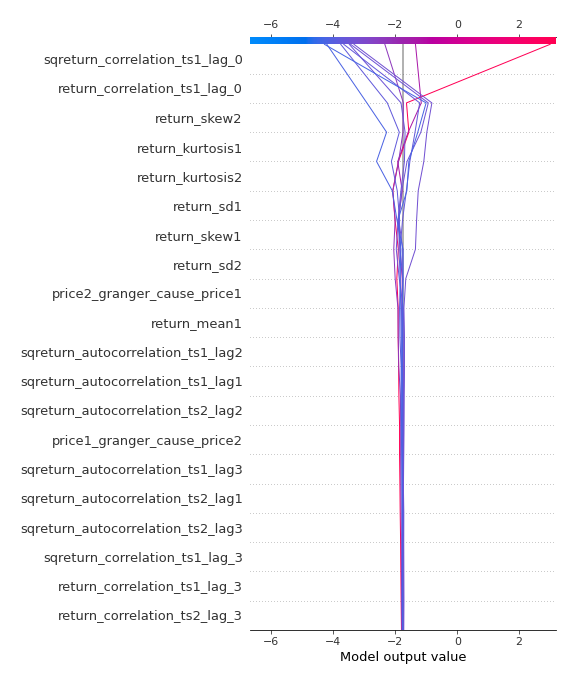 −6 −4 −2 0 2
sqreturn_correlation_ts1_lag_0
return_correlation_ts1_lag_0
return_skew2
return_kurtosis1
return_kurtosis2
return_sd1
return_skew1
return_sd2
price2_granger_cause_price1
return_mean1
sqreturn_autocorrelation_ts1_lag2
sqreturn_autocorrelation_ts1_lag1
sqreturn_autocorrelation_ts2_lag2
price1_granger_cause_price2
sqreturn_autocorrelation_ts1_lag3
sqreturn_autocorrelation_ts2_lag1
sqreturn_autocorrelation_ts2_lag3
sqreturn_correlation_ts1_lag_3
return_correlation_ts1_lag_3
return_correlation_ts2_lag_3
−6 −4 −2 0 2
Model output value